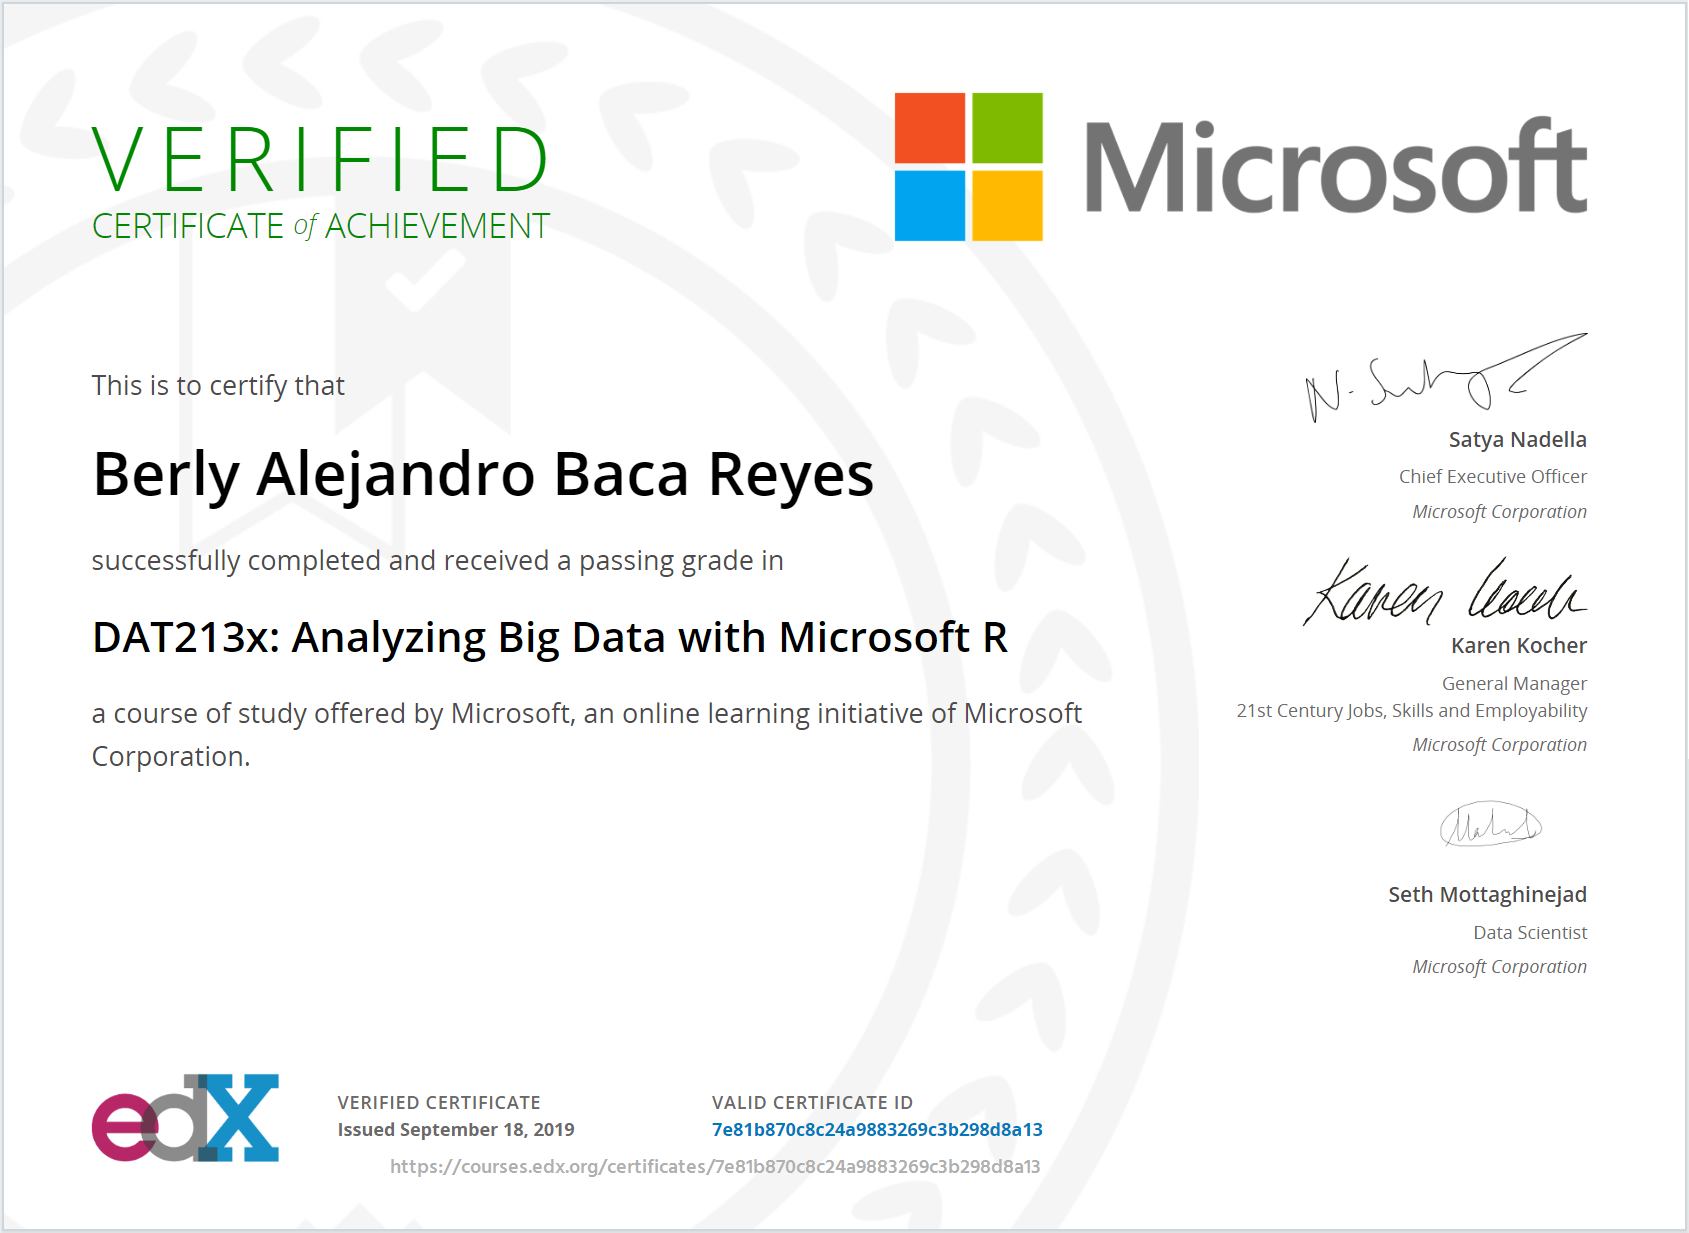 VERIFIED
CERTIFICATE of ACHIEVEMENT
Microsoft
This is to certify that
Berly Alejandro Baca Reyes
successfully completed and received a passing grade in
DAT213x: Analyzing Big Data with Microsoft R
a course of study offered by Microsoft, an online learning initiative of Microsoft
Corporation.
Satya Nadella
Chief Executive Officer
Microsoft Corporation
Karen Kocher
General Manager
21st Century Jobs, Skills and Employability
Microsoft Corporation
Seth Mottaghinejad
Data Scientist
Microsoft Corporation
edX
VERIFIED CERTIFICATE
Issued September 18, 2019
VALID CERTIFICATE ID
7e81b870c8c24a9883269c3b298d8a13
https://courses.edx.org/certificates/7e81b870c8c24a9883269c3b298d8a13